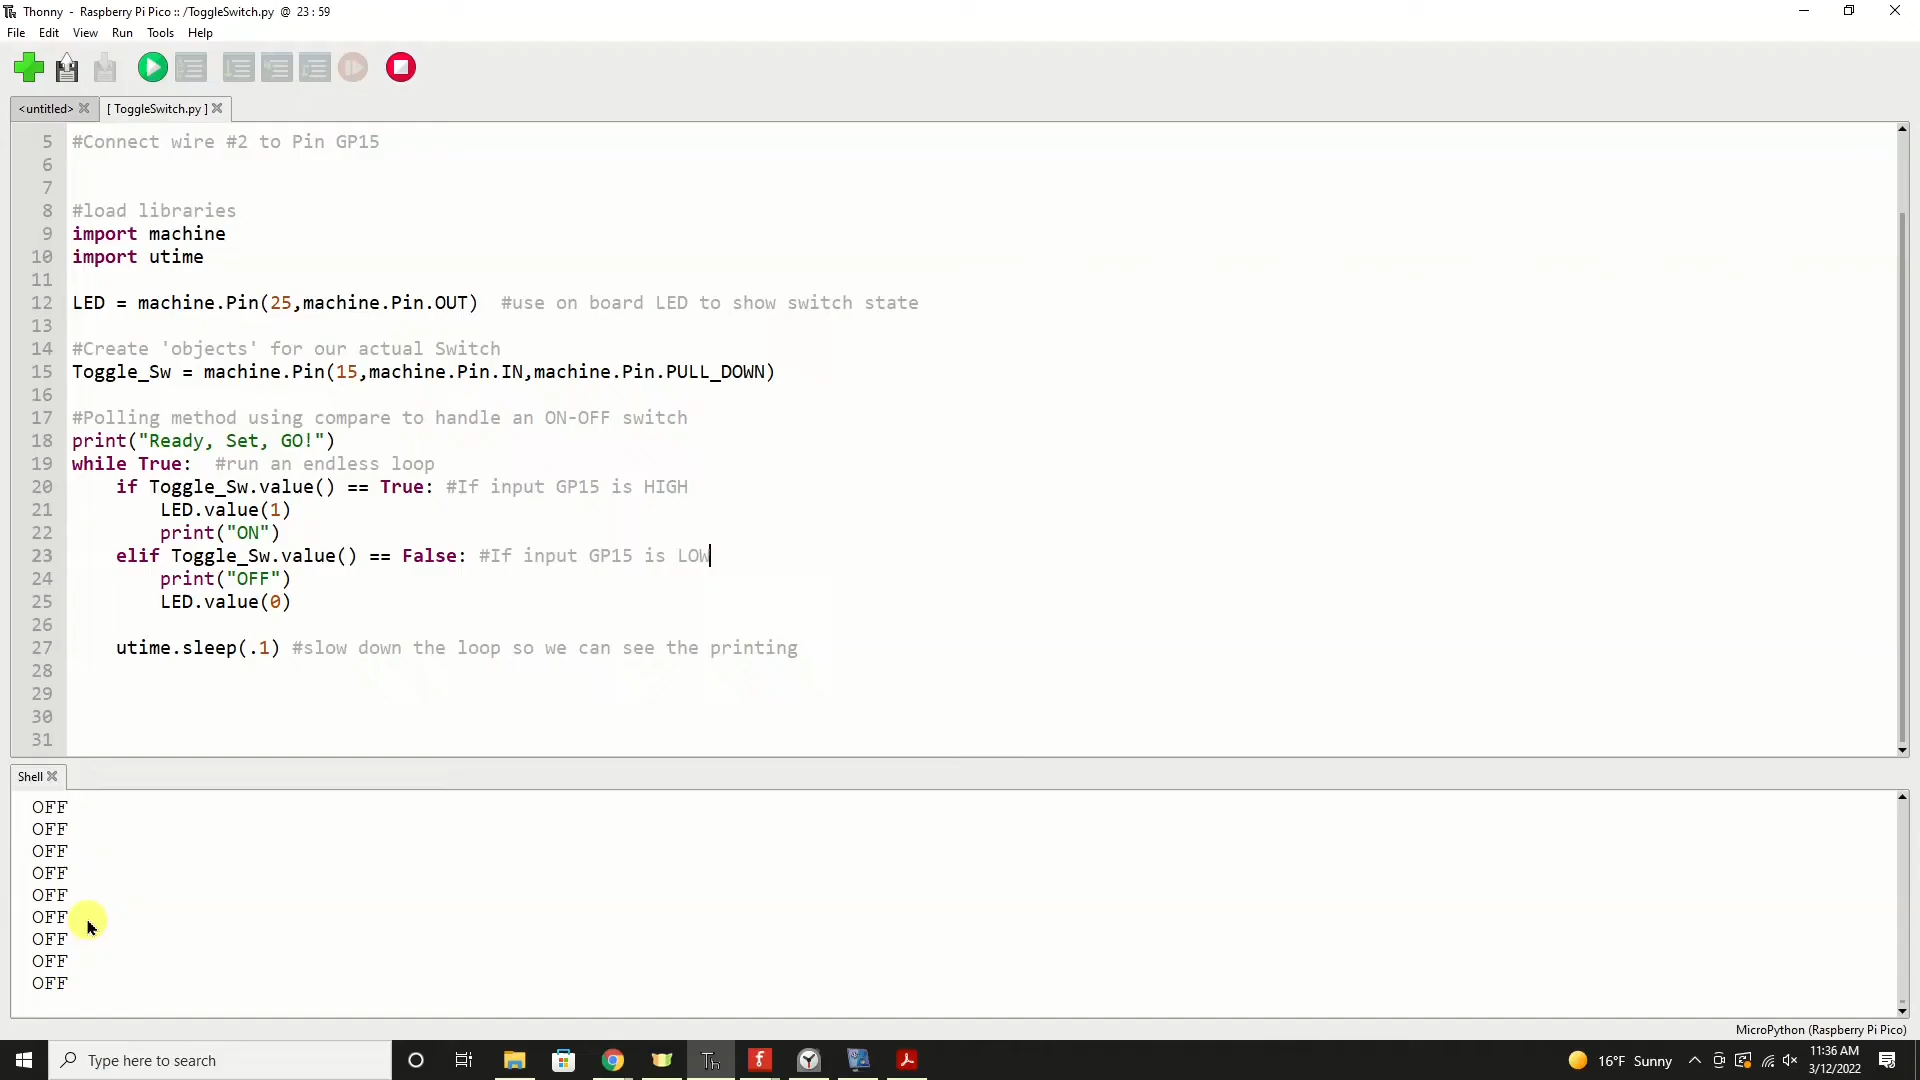 Thonny - Raspberry Pi Pico :: /ToggleSwitch.py @ 23 : 59
File Edit View Run Tools Help
<untitled> [ ToggleSwitch.py ]
5 #Connect wire #2 to Pin GP15
6
7
8 #load libraries
9 import machine
10 import utime
11
12 LED = machine.Pin(25,machine.Pin.OUT)  #use on board LED to show switch state
13
14 #Create 'objects' for our actual Switch
15 Toggle_Sw = machine.Pin(15,machine.Pin.IN,machine.Pin.PULL_DOWN)
16
17 #Polling method using compare to handle an ON-OFF switch
18 print("Ready, Set, GO!")
19 while True:  #run an endless loop
20     if Toggle_Sw.value() == True: #If input GP15 is HIGH
21         LED.value(1)
22         print("ON")
23     elif Toggle_Sw.value() == False: #If input GP15 is LOW
24         print("OFF")
25         LED.value(0)
26
27     utime.sleep(.1) #slow down the loop so we can see the printing
28
29
30
31
Shell
OFF
OFF
OFF
OFF
OFF
OFF
OFF
OFF
OFF
MicroPython (Raspberry Pi Pico)
Type here to search
Th
16°F Sunny
11:36 AM
3/12/2022